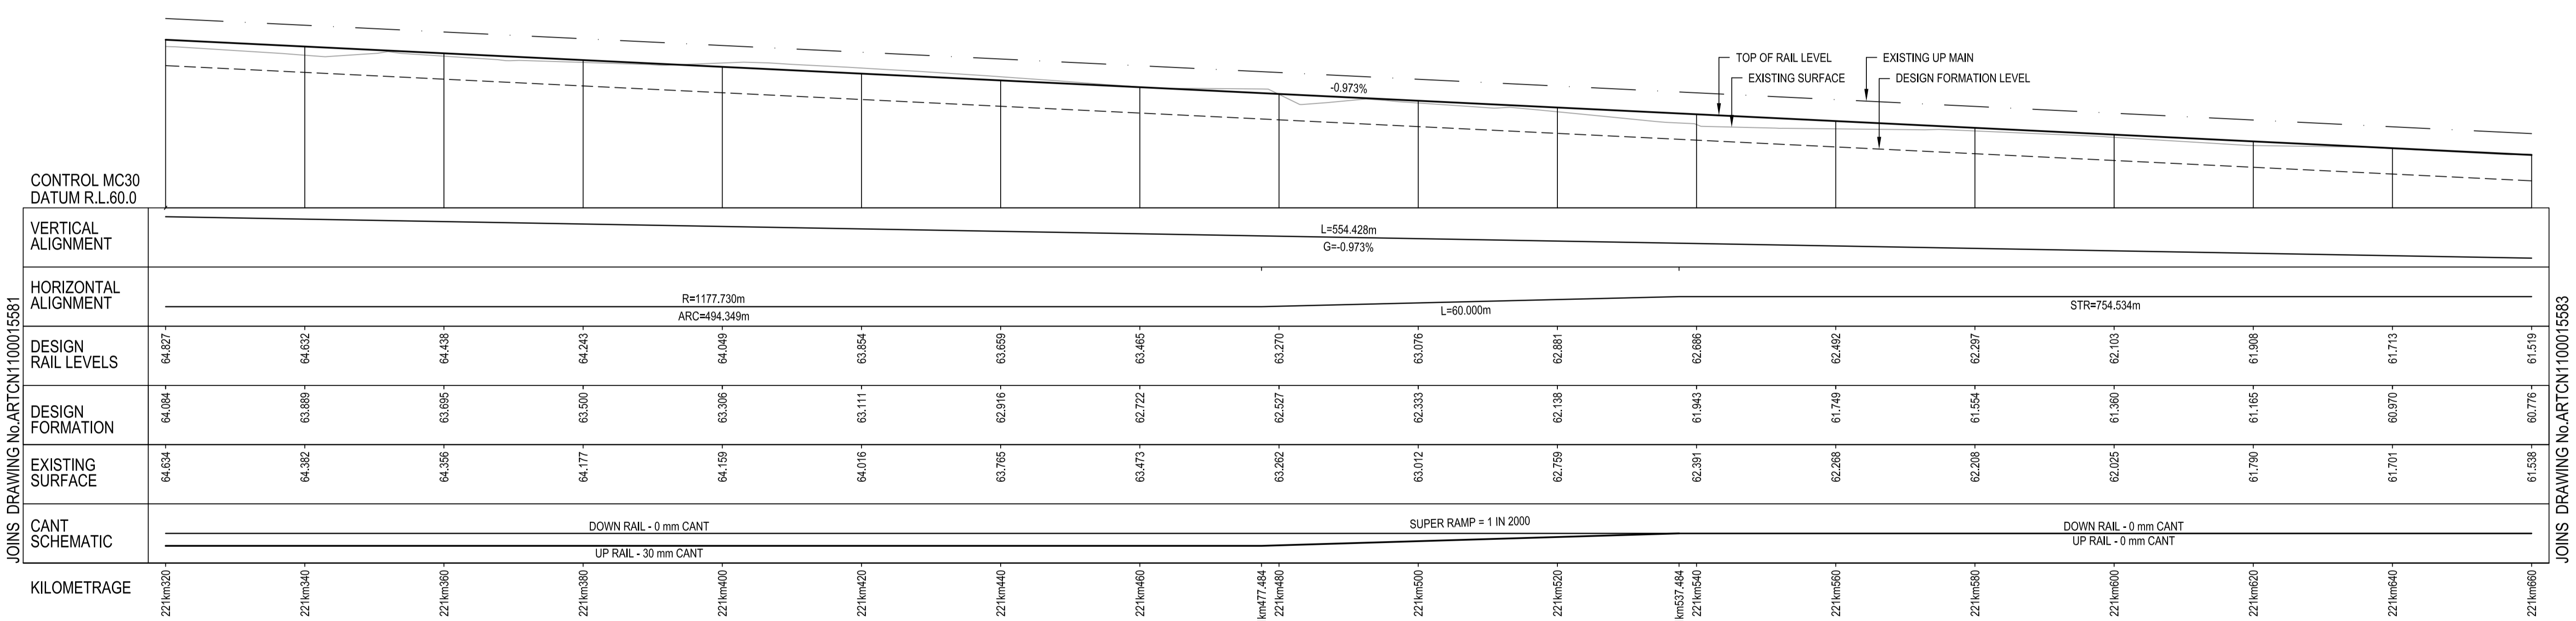 TOP OF RAIL LEVEL
EXISTING UP MAIN
EXISTING SURFACE
DESIGN FORMATION LEVEL
-0.973%
CONTROL MC30
DATUM R.L.60.0
VERTICAL
ALIGNMENT
L=554.428m
G=-0.973%
HORIZONTAL
ALIGNMENT
R=1177.730m
ARC=494.349m
L=60.000m
STR=754.534m
DESIGN
RAIL LEVELS
64.827 64.632 64.438 64.243 64.049 63.854 63.659 63.465 63.270 63.076 62.881 62.686 62.492 62.297 62.103 61.908 61.713 61.519
DESIGN
FORMATION
64.084 63.889 63.695 63.500 63.306 63.111 62.916 62.722 62.527 62.333 62.138 61.943 61.749 61.554 61.360 61.165 60.970 60.776
EXISTING
SURFACE
64.634 64.382 64.356 64.177 64.159 64.016 63.765 63.473 63.262 63.012 62.759 62.391 62.268 62.208 62.025 61.790 61.701 61.538
CANT
SCHEMATIC
DOWN RAIL - 0 mm CANT
UP RAIL - 30 mm CANT
SUPER RAMP = 1 IN 2000
DOWN RAIL - 0 mm CANT
UP RAIL - 0 mm CANT
KILOMETRAGE
221km320 221km340 221km360 221km380 221km400 221km420 221km440 221km460 km477.484 221km480 221km500 221km520 km537.484 221km540 221km560 221km580 221km600 221km620 221km640 221km660
JOINS DRAWING No.ARTCN1100015581
JOINS DRAWING No.ARTCN1100015583